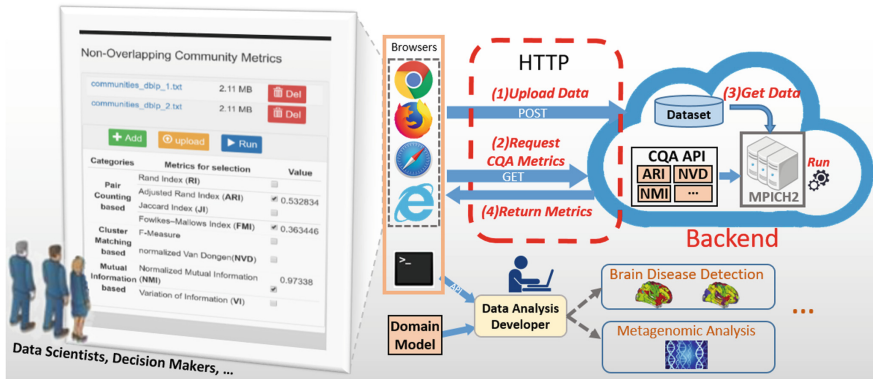 Non-Overlapping Community Metrics
communities_dbip_1.txt 2.11 MB Del
communities_dbip_2.txt 2.11 MB Del
Add upload Run
Categories Metrics for selection Value
Pair Counting based
Rand Index (RI)
Adjusted Rand Index (ARI) 0.532834
Jaccard Index (JI)
Fowlkes–Mallows Index (FMI) 0.363446
Cluster Matching based
F-Measure
normalized Van Dongen(NVD)
Mutual Information based
Normalized Mutual Information (NMI) 0.97338
Variation of Information (VI)
Data Scientists, Decision Makers, ...
Browsers
>_
API
HTTP
(1)Upload Data
POST
(2)Request
CQA Metrics
GET
(4)Return Metrics
Dataset
(3)Get Data
CQA API
ARI NVD
NMI ...
MPICH2
Run
Backend
Domain
Model
Data Analysis
Developer
Brain Disease Detection
Metagenomic Analysis
...